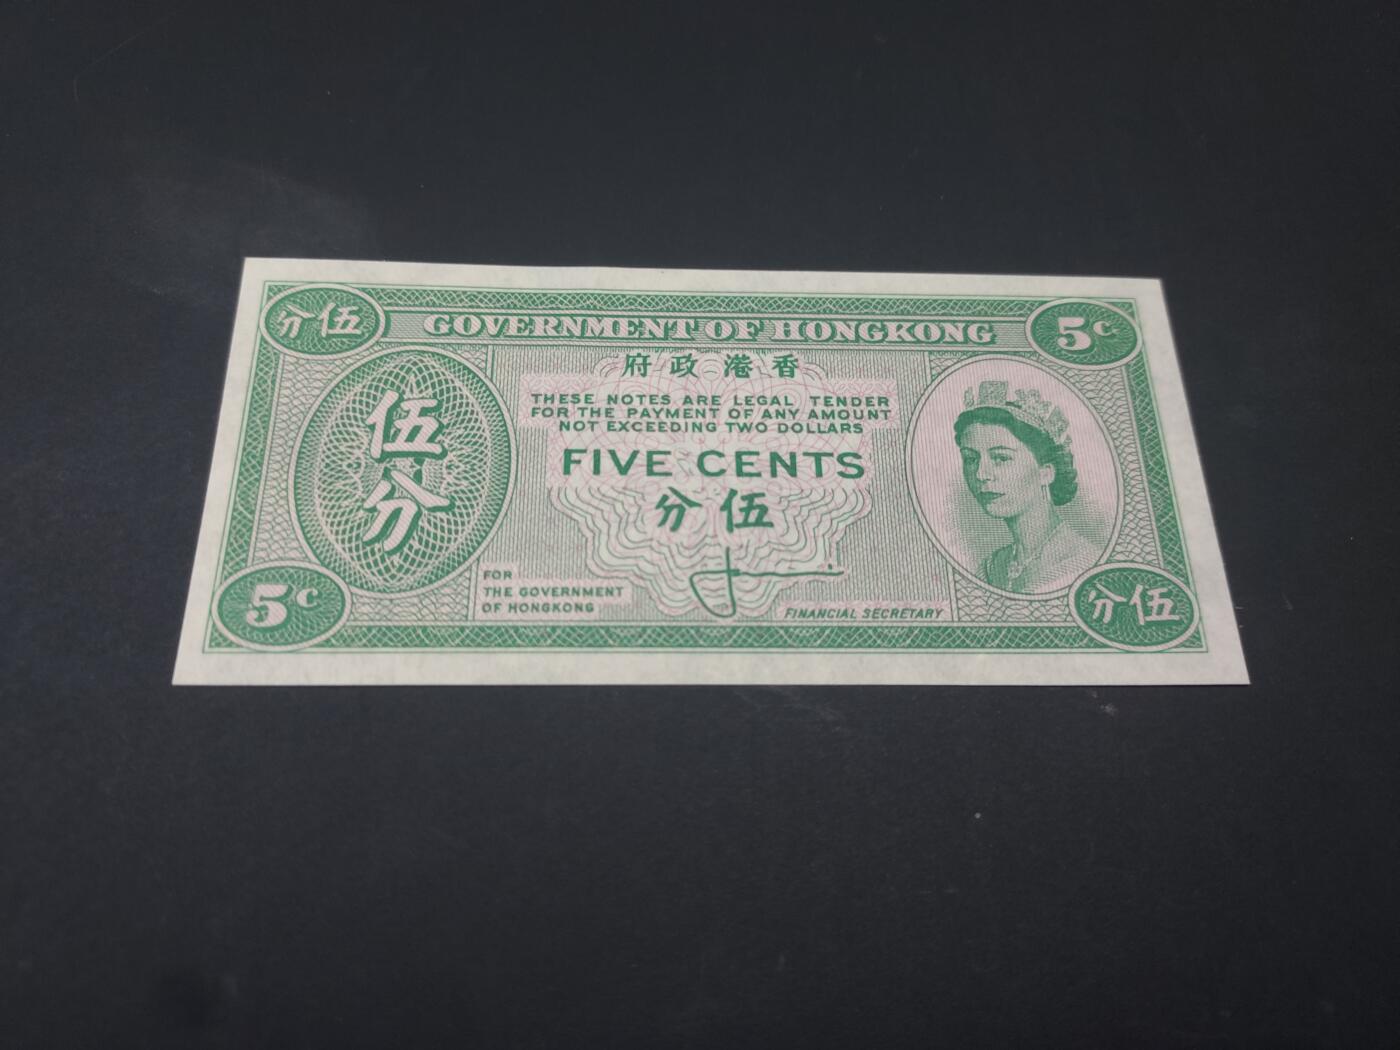 分伍
GOVERNMENT OF HONGKONG
5c
府政港香
THESE NOTES ARE LEGAL TENDER
FOR THE PAYMENT OF ANY AMOUNT
NOT EXCEEDING TWO DOLLARS
伍
分
FIVE CENTS
分伍
FOR
THE GOVERNMENT
OF HONGKONG
FINANCIAL SECRETARY
5c
分伍